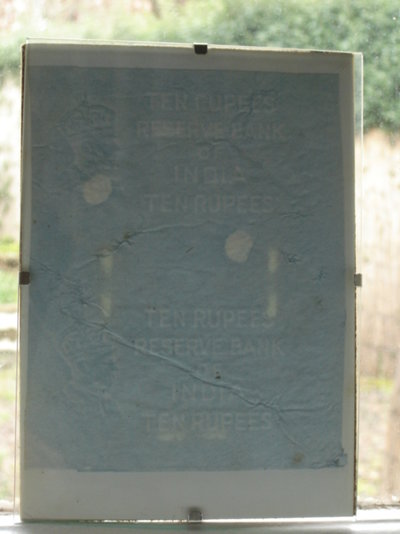 TEN RUPEES
RESERVE BANK
OF
INDIA
TEN RUPEES
TEN RUPEES
RESERVE BANK
OF
INDIA
TEN RUPEES